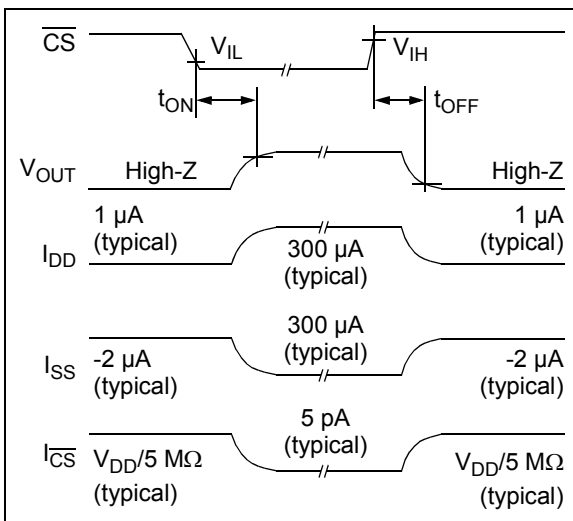 CS
VIL
VIH
tON
tOFF
VOUT
High-Z
High-Z
1 µA
(typical)
1 µA
(typical)
IDD
300 µA
(typical)
300 µA
(typical)
ISS
-2 µA
(typical)
-2 µA
(typical)
5 pA
(typical)
ICS
VDD/5 MΩ
(typical)
VDD/5 MΩ
(typical)